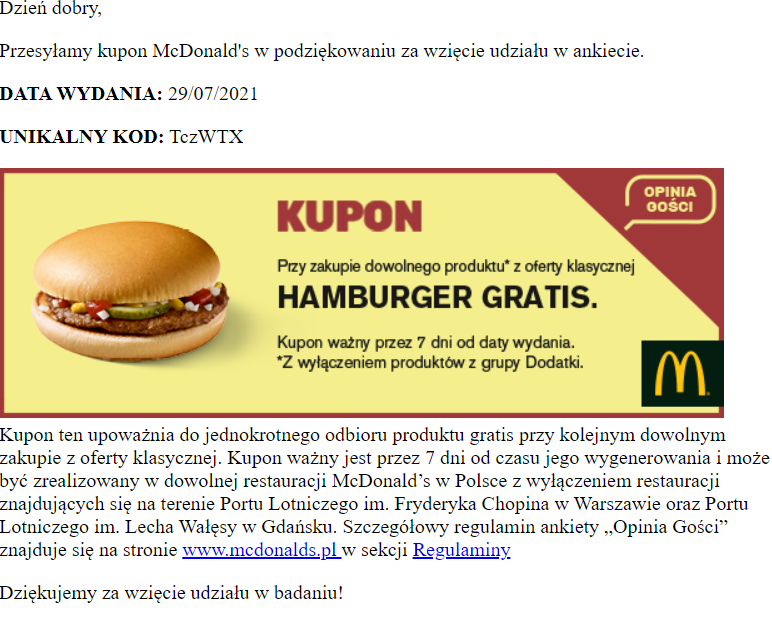 Dzień dobry,
Przesyłamy kupon McDonald's w podziękowaniu za wzięcie udziału w ankiecie.
DATA WYDANIA: 29/07/2021
UNIKALNY KOD: TczWTX
OPINIA
GOŚCI
KUPON
Przy zakupie dowolnego produktu* z oferty klasycznej
HAMBURGER GRATIS.
Kupon ważny przez 7 dni od daty wydania.
*Z wyłączeniem produktów z grupy Dodatki.
Kupon ten upoważnia do jednokrotnego odbioru produktu gratis przy kolejnym dowolnym
zakupie z oferty klasycznej. Kupon ważny jest przez 7 dni od czasu jego wygenerowania i może
być zrealizowany w dowolnej restauracji McDonald’s w Polsce z wyłączeniem restauracji
znajdujących się na terenie Portu Lotniczego im. Fryderyka Chopina w Warszawie oraz Portu
Lotniczego im. Lecha Wałęsy w Gdańsku. Szczegółowy regulamin ankiety „Opinia Gości”
znajduje się na stronie www.mcdonalds.pl w sekcji Regulaminy
Dziękujemy za wzięcie udziału w badaniu!